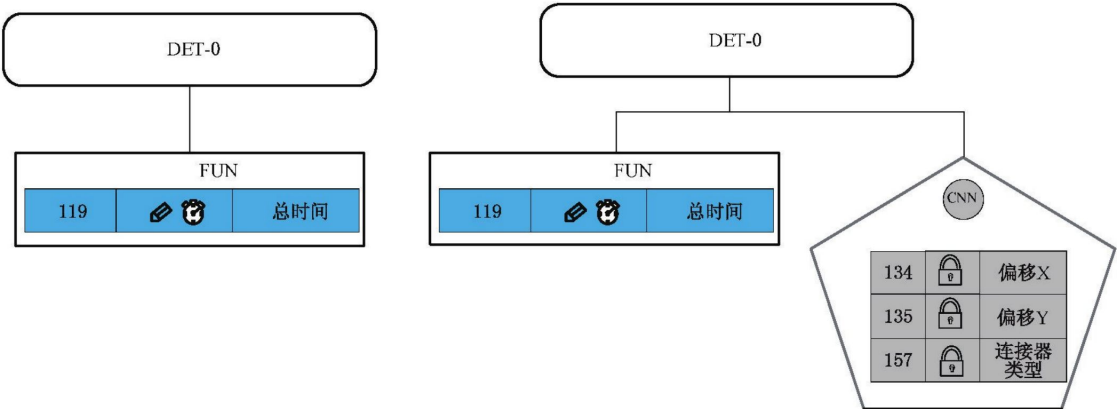 DET-0
FUN
119 总时间
DET-0
FUN
119 总时间
CNN
134 偏移X
135 偏移Y
157 连接器
类型